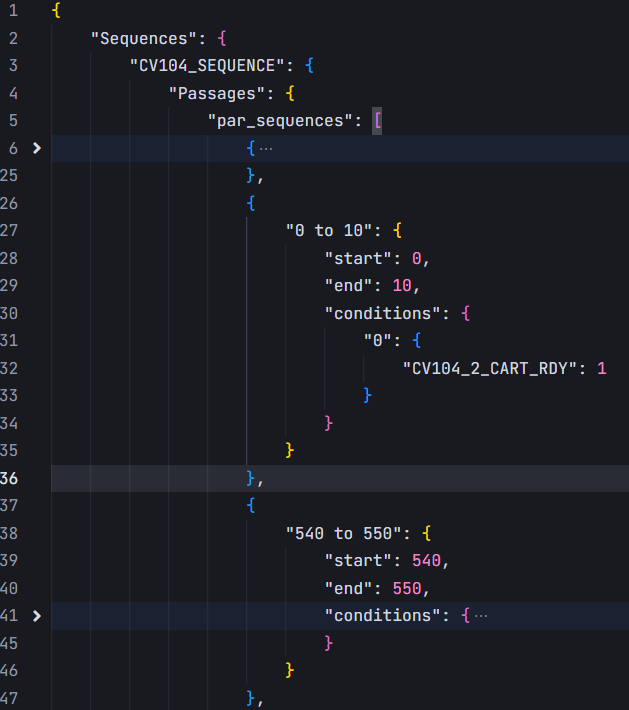 1 {
2 "Sequences": {
3 "CV104_SEQUENCE": {
4 "Passages": {
5 "par_sequences": [
6 {···
25 },
26 {
27 "0 to 10": {
28 "start": 0,
29 "end": 10,
30 "conditions": {
31 "0": {
32 "CV104_2_CART_RDY": 1
33 }
34 }
35 }
36 },
37 {
38 "540 to 550": {
39 "start": 540,
40 "end": 550,
41 "conditions": {···
45 }
46 }
47 },